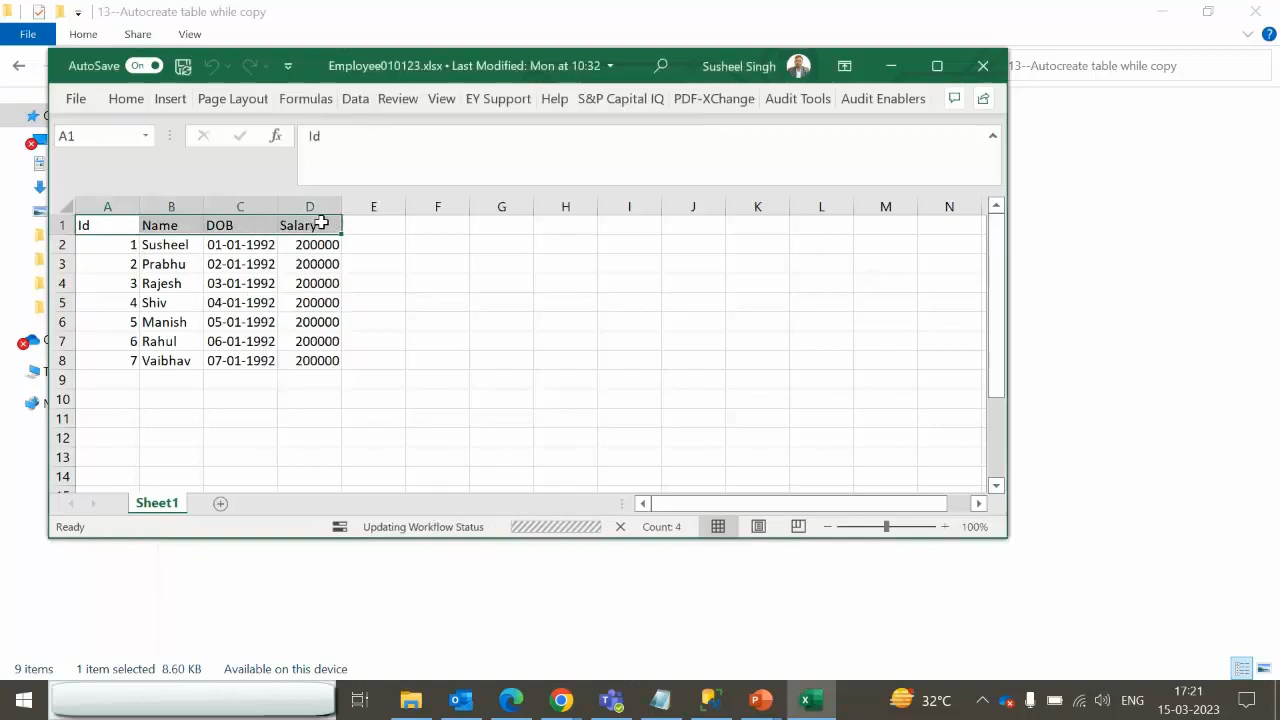 13--Autocreate table while copy
File Home Share View
AutoSave On Employee010123.xlsx • Last Modified: Mon at 10:32 Susheel Singh
13--Autocreate table while copy
File Home Insert Page Layout Formulas Data Review View EY Support Help S&P Capital IQ PDF-XChange Audit Tools Audit Enablers
A1 fx Id
A B C D E F G H I J K L M N
1 Id Name DOB Salary
2 1 Susheel 01-01-1992 200000
3 2 Prabhu 02-01-1992 200000
4 3 Rajesh 03-01-1992 200000
5 4 Shiv 04-01-1992 200000
6 5 Manish 05-01-1992 200000
7 6 Rahul 06-01-1992 200000
8 7 Vaibhav 07-01-1992 200000
9
10
11
12
13
14
Sheet1
Ready Updating Workflow Status Count: 4 100%
9 items 1 item selected 8.60 KB Available on this device
32°C ENG 17:21
15-03-2023